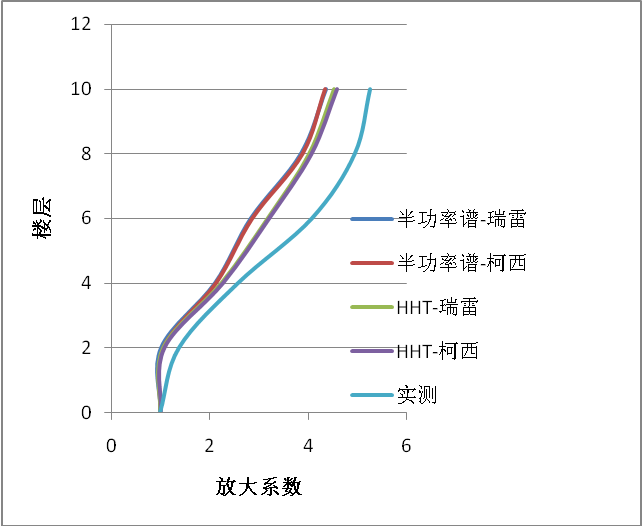 12
10
8
6
4
2
0
楼层
0 2 4 6
放大系数
半功率谱-瑞雷
半功率谱-柯西
HHT-瑞雷
HHT-柯西
实测